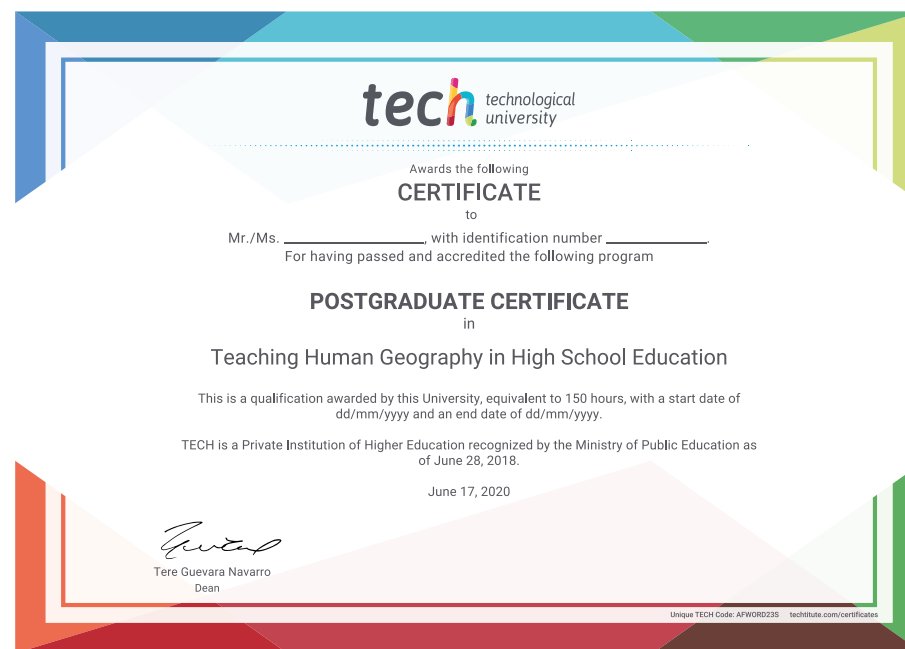 tech technological
university
Awards the following
CERTIFICATE
to
Mr./Ms. ____________________, with identification number ______________.
For having passed and accredited the following program
POSTGRADUATE CERTIFICATE
in
Teaching Human Geography in High School Education
This is a qualification awarded by this University, equivalent to 150 hours, with a start date of
dd/mm/yyyy and an end date of dd/mm/yyyy.
TECH is a Private Institution of Higher Education recognized by the Ministry of Public Education as
of June 28, 2018.
June 17, 2020
Tere Guevara Navarro
Dean
Unique TECH Code: AFWORD23S techtitute.com/certificates